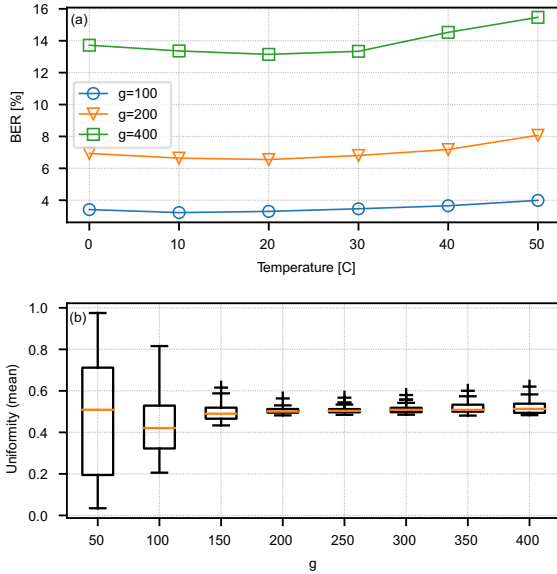 (a)
16
14
12
10
8
6
4
BER [%]
g=100
g=200
g=400
0 10 20 30 40 50
Temperature [C]
(b)
1.0
0.8
0.6
0.4
0.2
0.0
Uniformity (mean)
50 100 150 200 250 300 350 400
g